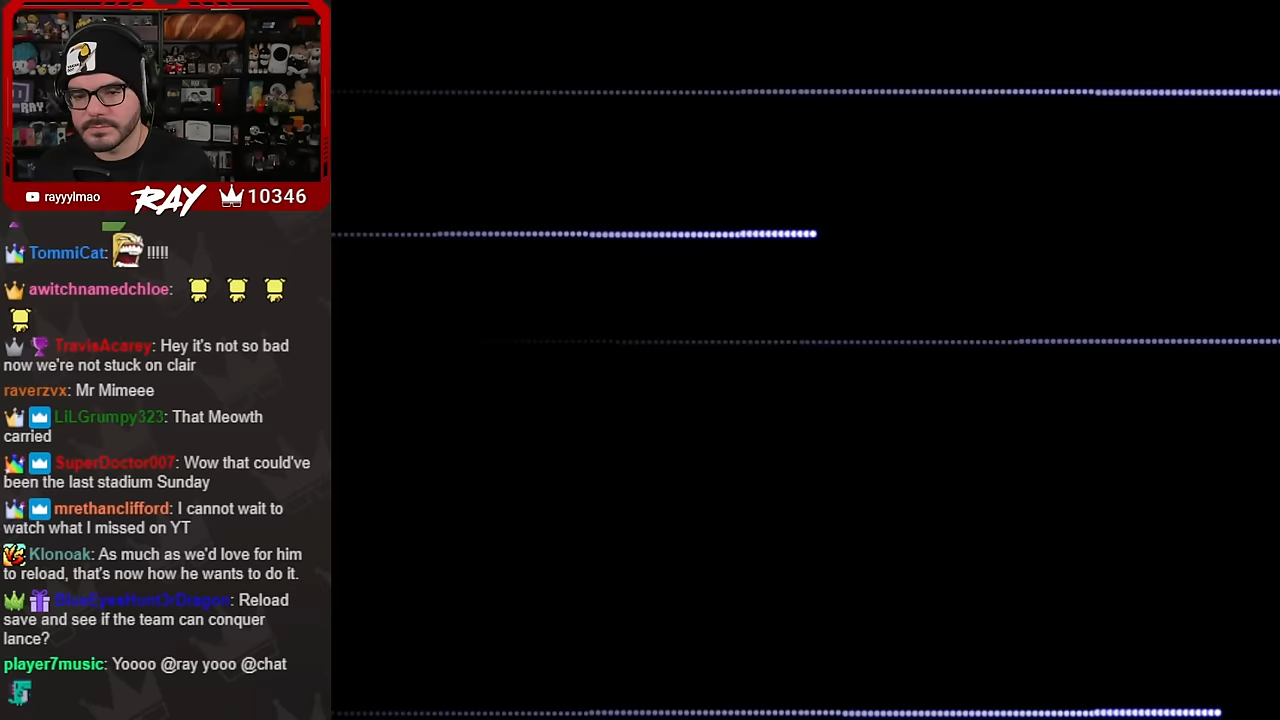 RAY
rayyylmao
RAY
10346
TommiCat: !!!!!
awitchnamedchloe:
TravisAcarey: Hey it's not so bad
now we're not stuck on clair
raverzvx: Mr Mimeee
LiLGrumpy323: That Meowth
carried
SuperDoctor007: Wow that could've
been the last stadium Sunday
mrethanclifford: I cannot wait to
watch what I missed on YT
Klonoak: As much as we'd love for him
to reload, that's now how he wants to do it.
BlueEyesHunt3rDragon: Reload
save and see if the team can conquer
lance?
player7music: Yoooo @ray yooo @chat